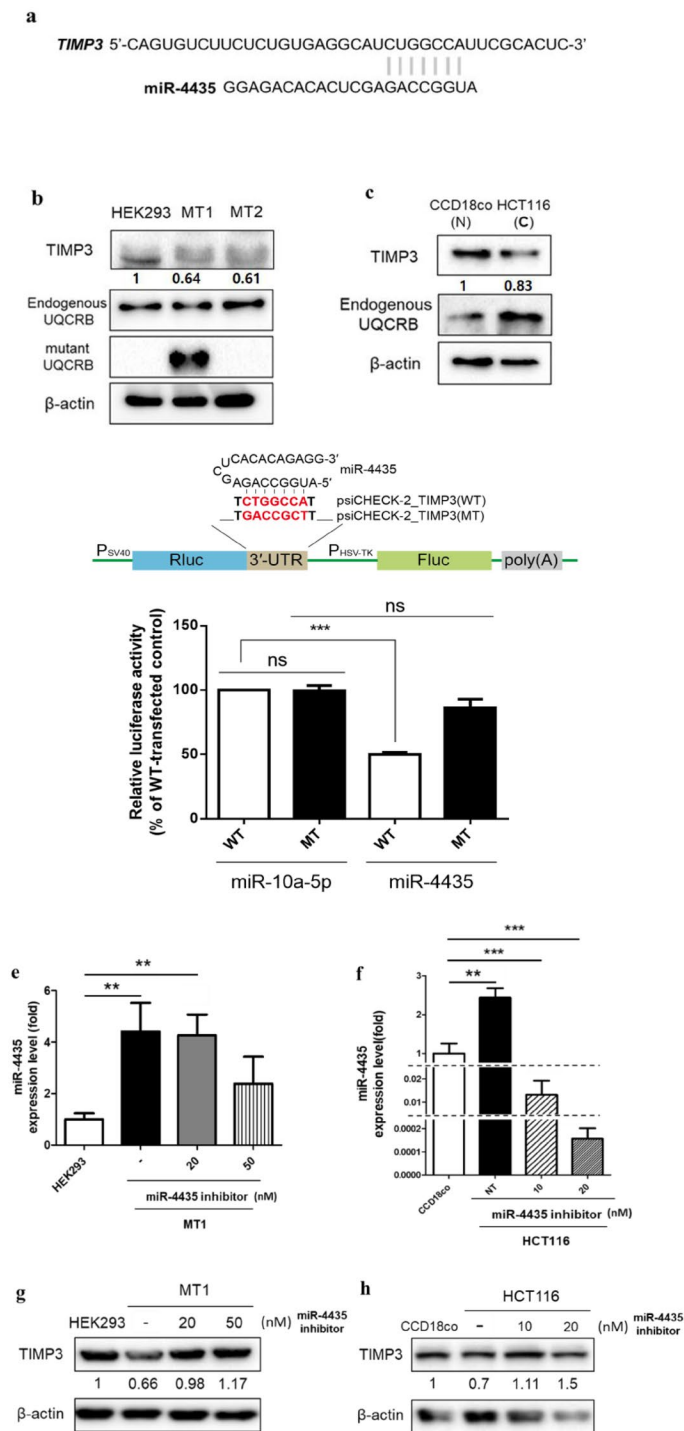 a
TIMP3 5'-CAGUGUCUUCUCUGUGAGGCAUCUGGCCAUUCGCACUC-3'
miR-4435 GGAGACACACUCGAGACCGGUA
b
HEK293 MT1 MT2
TIMP3
1 0.64 0.61
Endogenous
UQCRB
mutant
UQCRB
β-actin
c
CCD18co HCT116
(N) (C)
TIMP3
1 0.83
Endogenous
UQCRB
β-actin
UCACACAGAGG-3′
C
miR-4435
GAGACCGGUA-5′
TCTGGCCAT psiCHECK-2_TIMP3(WT)
TGACCGCTT psiCHECK-2_TIMP3(MT)
PSV40 Rluc 3′-UTR PHSV-TK Fluc poly(A)
Relative luciferase activity
(% of WT-transfected control)
150
100
50
0
ns
***
ns
WT MT WT MT
miR-10a-5p miR-4435
e
miR-4435
expression level (fold)
6
4
2
0
**
**
HEK293 - 20 50
miR-4435 inhibitor (nM)
MT1
f
miR-4435
expression level(fold)
3
2
1
0.02
0.01
0.0002
0.0001
0.0000
***
***
**
CCD18co NT 10 20
miR-4435 inhibitor (nM)
HCT116
g
MT1
HEK293 - 20 50 (nM) miR-4435
inhibitor
TIMP3
1 0.66 0.98 1.17
β-actin
h
HCT116
CCD18co - 10 20 (nM) miR-4435
inhibitor
TIMP3
1 0.7 1.11 1.5
β-actin